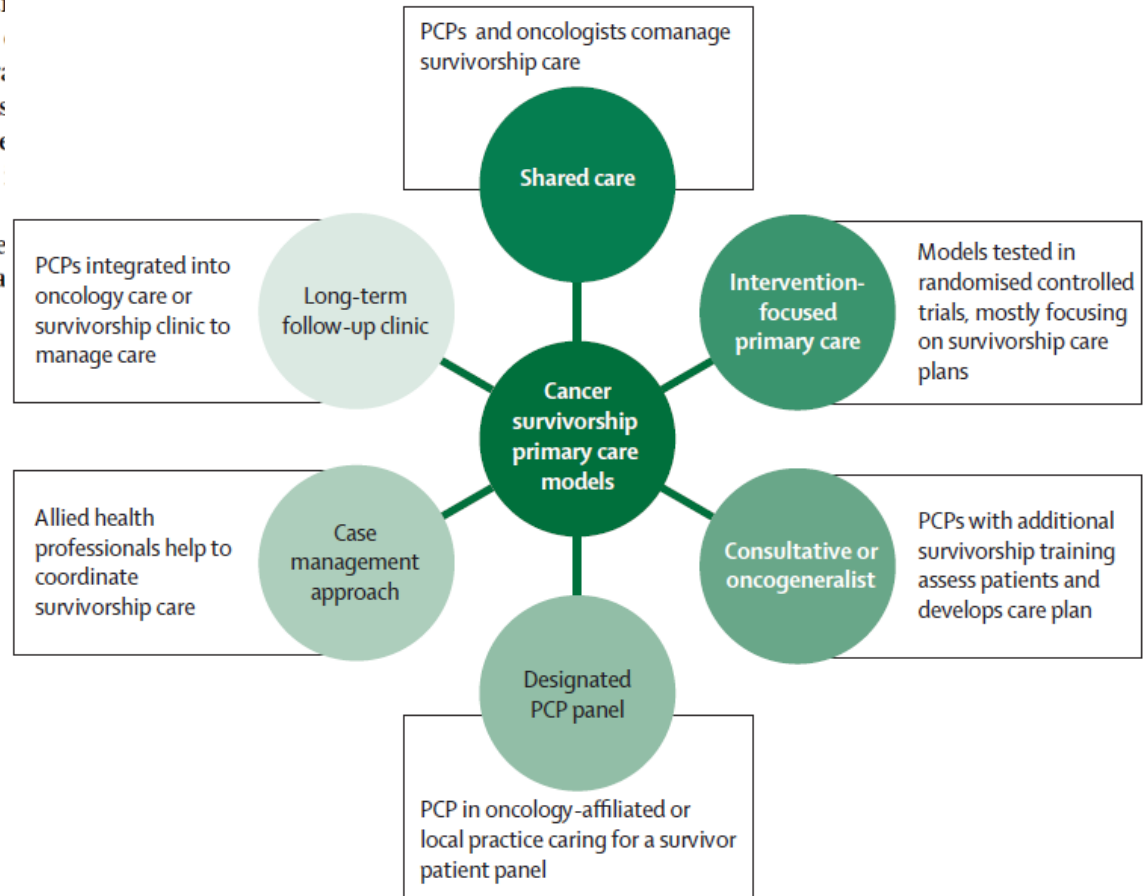 PCPs and oncologists comanage
survivorship care
Shared care
PCPs integrated into
oncology care or
survivorship clinic to
manage care
Long-term
follow-up clinic
Intervention-
focused
primary care
Models tested in
randomised controlled
trials, mostly focusing
on survivorship care
plans
Cancer
survivorship
primary care
models
Allied health
professionals help to
coordinate
survivorship care
Case
management
approach
Consultative or
oncogeneralist
PCPs with additional
survivorship training
assess patients and
develops care plan
Designated
PCP panel
PCP in oncology-affiliated or
local practice caring for a survivor
patient panel